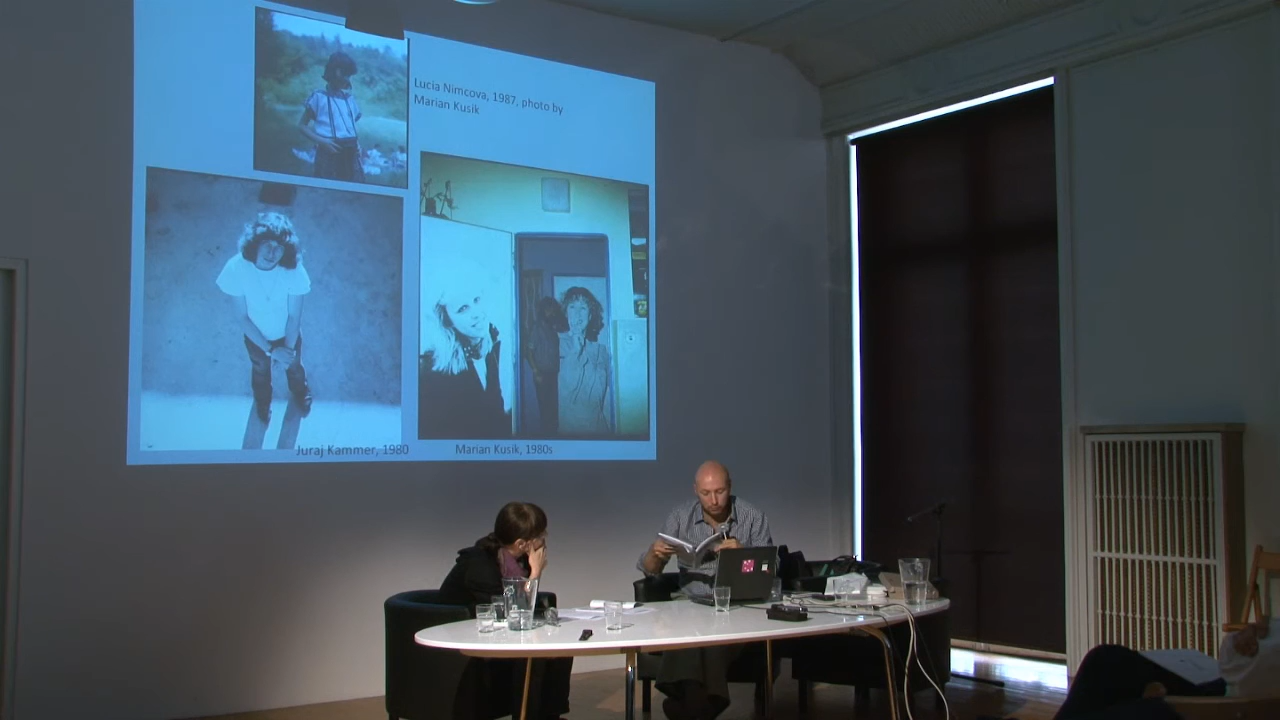 Lucia Nimcova, 1987, photo by
Marian Kusik
Juraj Kammer, 1980
Marian Kusik, 1980s